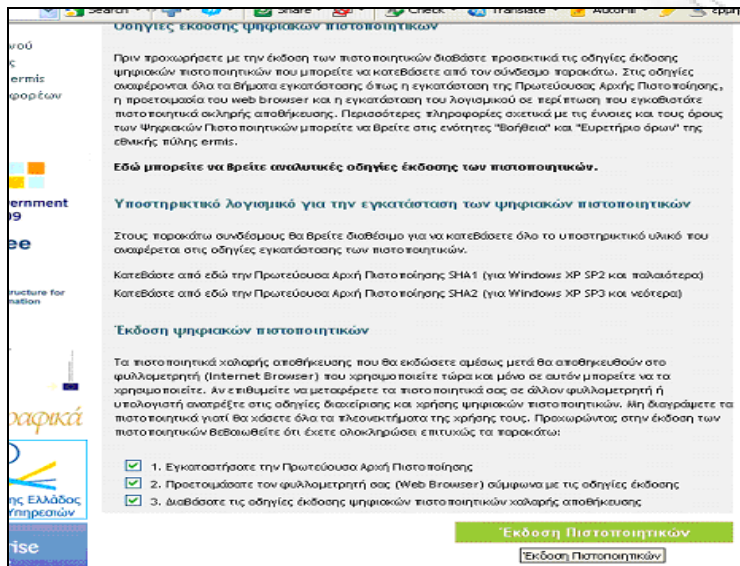 Search
Share
Check
Translate
AutoFill
Οδηγίες έκδοσης ψηφιακών πιστοποιητικών
νού
ς
ermis
φορέων
Πριν προχωρήσετε με την έκδοση των πιστοποιητικών διαβάστε προσεκτικά τις οδηγίες έκδοσης
ψηφιακών πιστοποιητικών που μπορείτε να κατεβάσετε από τον σύνδεσμο παρακάτω. Στις οδηγίες
αναφέρονται όλα τα βήματα εγκατάστασης όπως η εγκατάσταση της Πρωτεύουσας Αρχής Πιστοποίησης,
η προετοιμασία του web browser και η εγκατάσταση του λογισμικού σε περίπτωση που εγκαθιστάτε
πιστοποιητικά σκληρής αποθήκευσης. Περισσότερες πληροφορίες σχετικά με τις έννοιες και τους όρους
των Ψηφιακών Πιστοποιητικών μπορείτε να βρείτε στις ενότητες "Βοήθεια" και "Ευρετήριο όρων" της
εθνικής πύλης ermis.
Εδώ μπορείτε να βρείτε αναλυτικές οδηγίες έκδοσης των πιστοποιητικών.
ernment
09
ee
ructure for
mation
Υποστηρικτικό λογισμικό για την εγκατάσταση των ψηφιακών πιστοποιητικών
Στους παρακάτω συνδέσμους θα βρείτε διαθέσιμο για να κατεβάσετε όλο το υποστηρικτικό υλικό που
αναφέρεται στις οδηγίες εγκατάστασης των πιστοποιητικών.
Κατεβάστε από εδώ την Πρωτεύουσα Αρχή Πιστοποίησης SHA1 (για Windows XP SP2 και παλαιότερα)
Κατεβάστε από εδώ την Πρωτεύουσα Αρχή Πιστοποίησης SHA2 (για Windows XP SP3 και νεότερα)
Έκδοση ψηφιακών πιστοποιητικών
Τα πιστοποιητικά χαλαρής αποθήκευσης που θα εκδώσετε αμέσως μετά θα αποθηκευθούν στο
φυλλομετρητή (Internet Browser) που χρησιμοποιείτε τώρα και μόνο σε αυτόν μπορείτε να τα
χρησιμοποιείτε. Αν επιθυμείτε να μεταφέρετε τα πιστοποιητικά σας σε άλλον φυλλομετρητή ή
υπολογιστή ανατρέξτε στις οδηγίες διαχείρισης και χρήσης ψηφιακών πιστοποιητικών. Μη διαγράψετε τα
πιστοποιητικά γιατί θα χάσετε όλα τα πλεονεκτήματα της χρήσης τους. Προχωρώντας στην έκδοση των
πιστοποιητικών βεβαιωθείτε ότι έχετε ολοκληρώσει επιτυχώς τα παρακάτω:
ραφικά
1. Εγκαταστήσατε την Πρωτεύουσα Αρχή Πιστοποίησης
2. Προετοιμάσατε τον φυλλομετρητή σας (Web Browser) σύμφωνα με τις οδηγίες έκδοσης
3. Διαβάσατε τις οδηγίες έκδοσης ψηφιακών πιστοποιητικών χαλαρής αποθήκευσης
ης Ελλάδος
Υπηρεσιών
rise
Έκδοση Πιστοποιητικών
Έκδοση Πιστοποιητικών